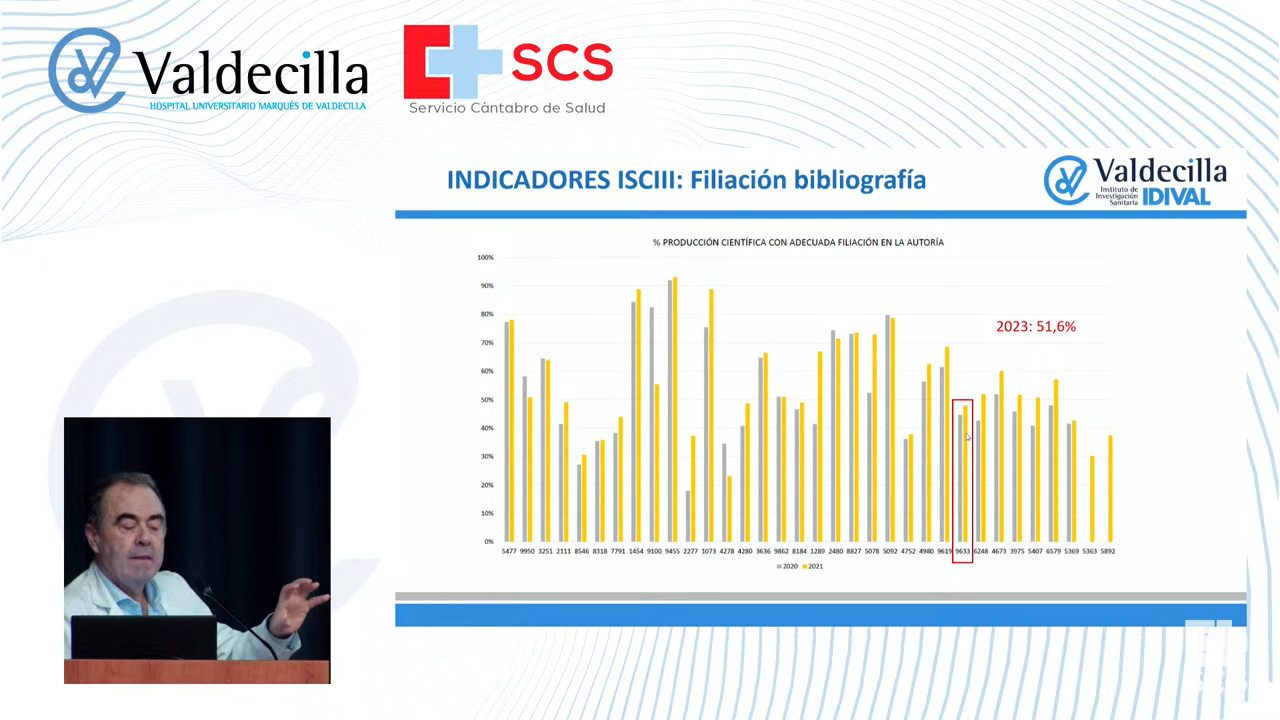 Valdecilla
HOSPITAL UNIVERSITARIO MARQUÉS DE VALDECILLA
SCS
Servicio Cántabro de Salud
INDICADORES ISCIII: Filiación bibliografía
Valdecilla
Instituto de
Investigación
Sanitaria
IDIVAL
% PRODUCCIÓN CIENTÍFICA CON ADECUADA FILIACIÓN EN LA AUTORÍA
100%
90%
80%
70%
60%
50%
40%
30%
20%
10%
0%
2023: 51,6%
5477 9950 3251 2111 8546 8318 7791 1454 9100 9455 2277 1073 4278 4280 3636 9862 8184 1289 2480 8827 5078 5092 4752 4980 9619 9633 6248 4673 3975 5407 6579 5369 5363 5892
2020 2021